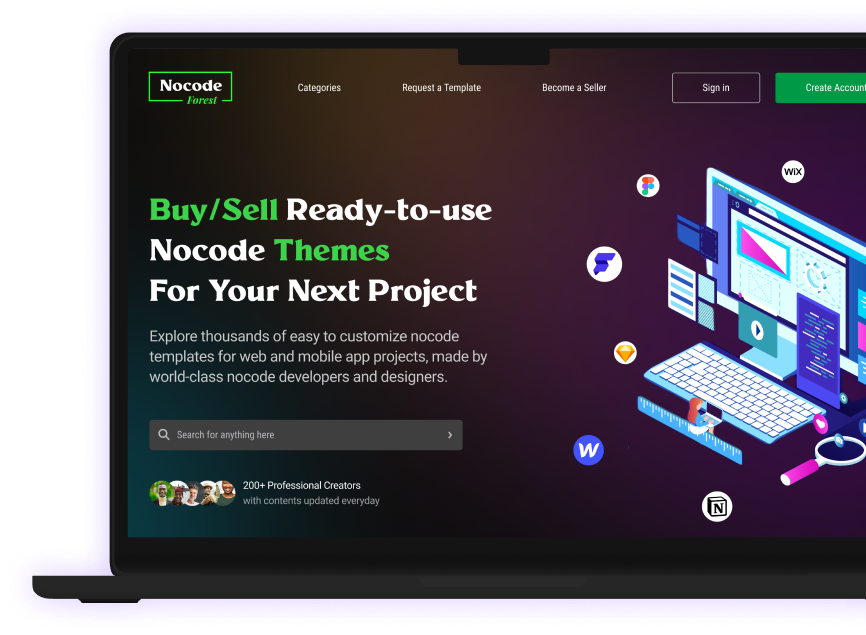 Nocode
Forest
Categories
Request a Template
Become a Seller
Sign in
Create Account
WiX
Buy/Sell Ready-to-use
Nocode Themes
For Your Next Project
Explore thousands of easy to customize nocode
templates for web and mobile app projects, made by
world-class nocode developers and designers.
Search for anything here
200+ Professional Creators
with contents updated everyday
W
N